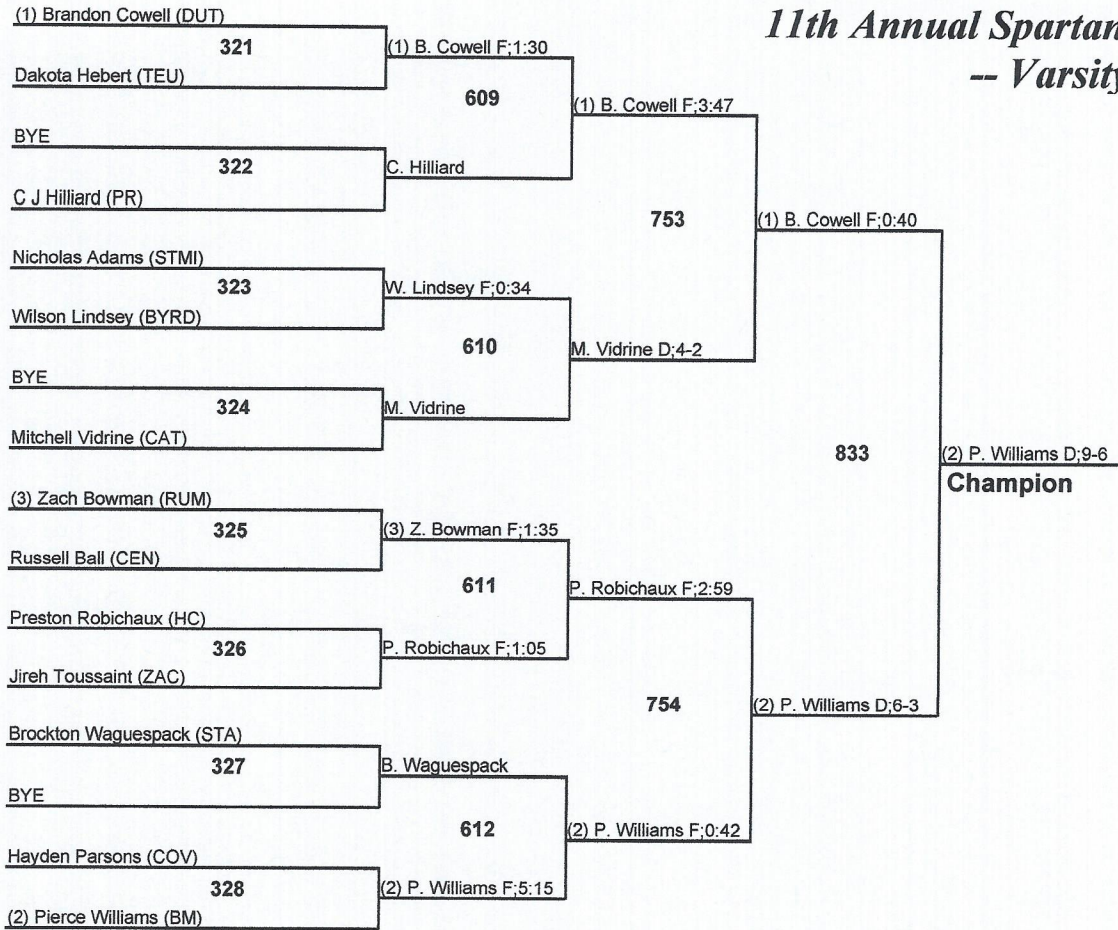 11th Annual Spartan
-- Varsity
(1) Brandon Cowell (DUT)
321
Dakota Hebert (TEU)
(1) B. Cowell F;1:30
609
BYE
322
C J Hilliard (PR)
C. Hilliard
(1) B. Cowell F;3:47
753
Nicholas Adams (STMI)
323
Wilson Lindsey (BYRD)
W. Lindsey F;0:34
610
BYE
324
Mitchell Vidrine (CAT)
M. Vidrine
M. Vidrine D;4-2
(1) B. Cowell F;0:40
833
(3) Zach Bowman (RUM)
325
Russell Ball (CEN)
(3) Z. Bowman F;1:35
611
Preston Robichaux (HC)
326
Jireh Toussaint (ZAC)
P. Robichaux F;1:05
P. Robichaux F;2:59
754
Brockton Waguespack (STA)
327
BYE
B. Waguespack
612
Hayden Parsons (COV)
328
(2) Pierce Williams (BM)
(2) P. Williams F;5:15
(2) P. Williams F;0:42
(2) P. Williams D;6-3
(2) P. Williams D;9-6
Champion